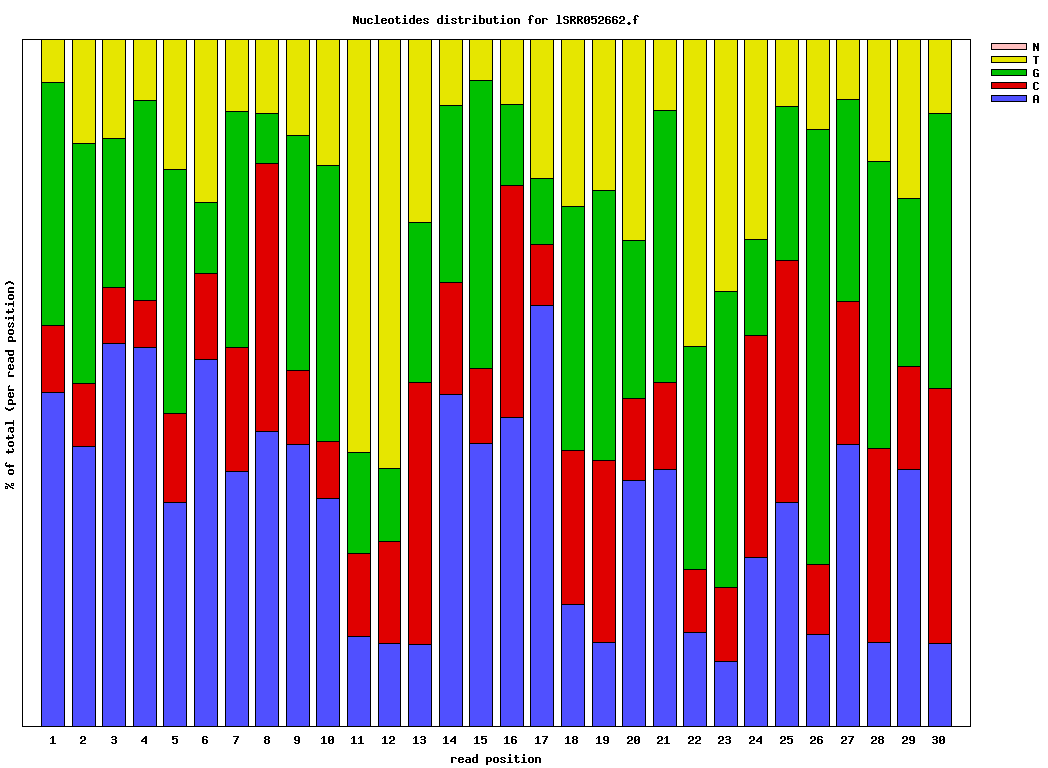 Nucleotides distribution for lSRR052662.f
N
T
G
C
A
% of total (per read position)
1 2 3 4 5 6 7 8 9 10 11 12 13 14 15 16 17 18 19 20 21 22 23 24 25 26 27 28 29 30
read position